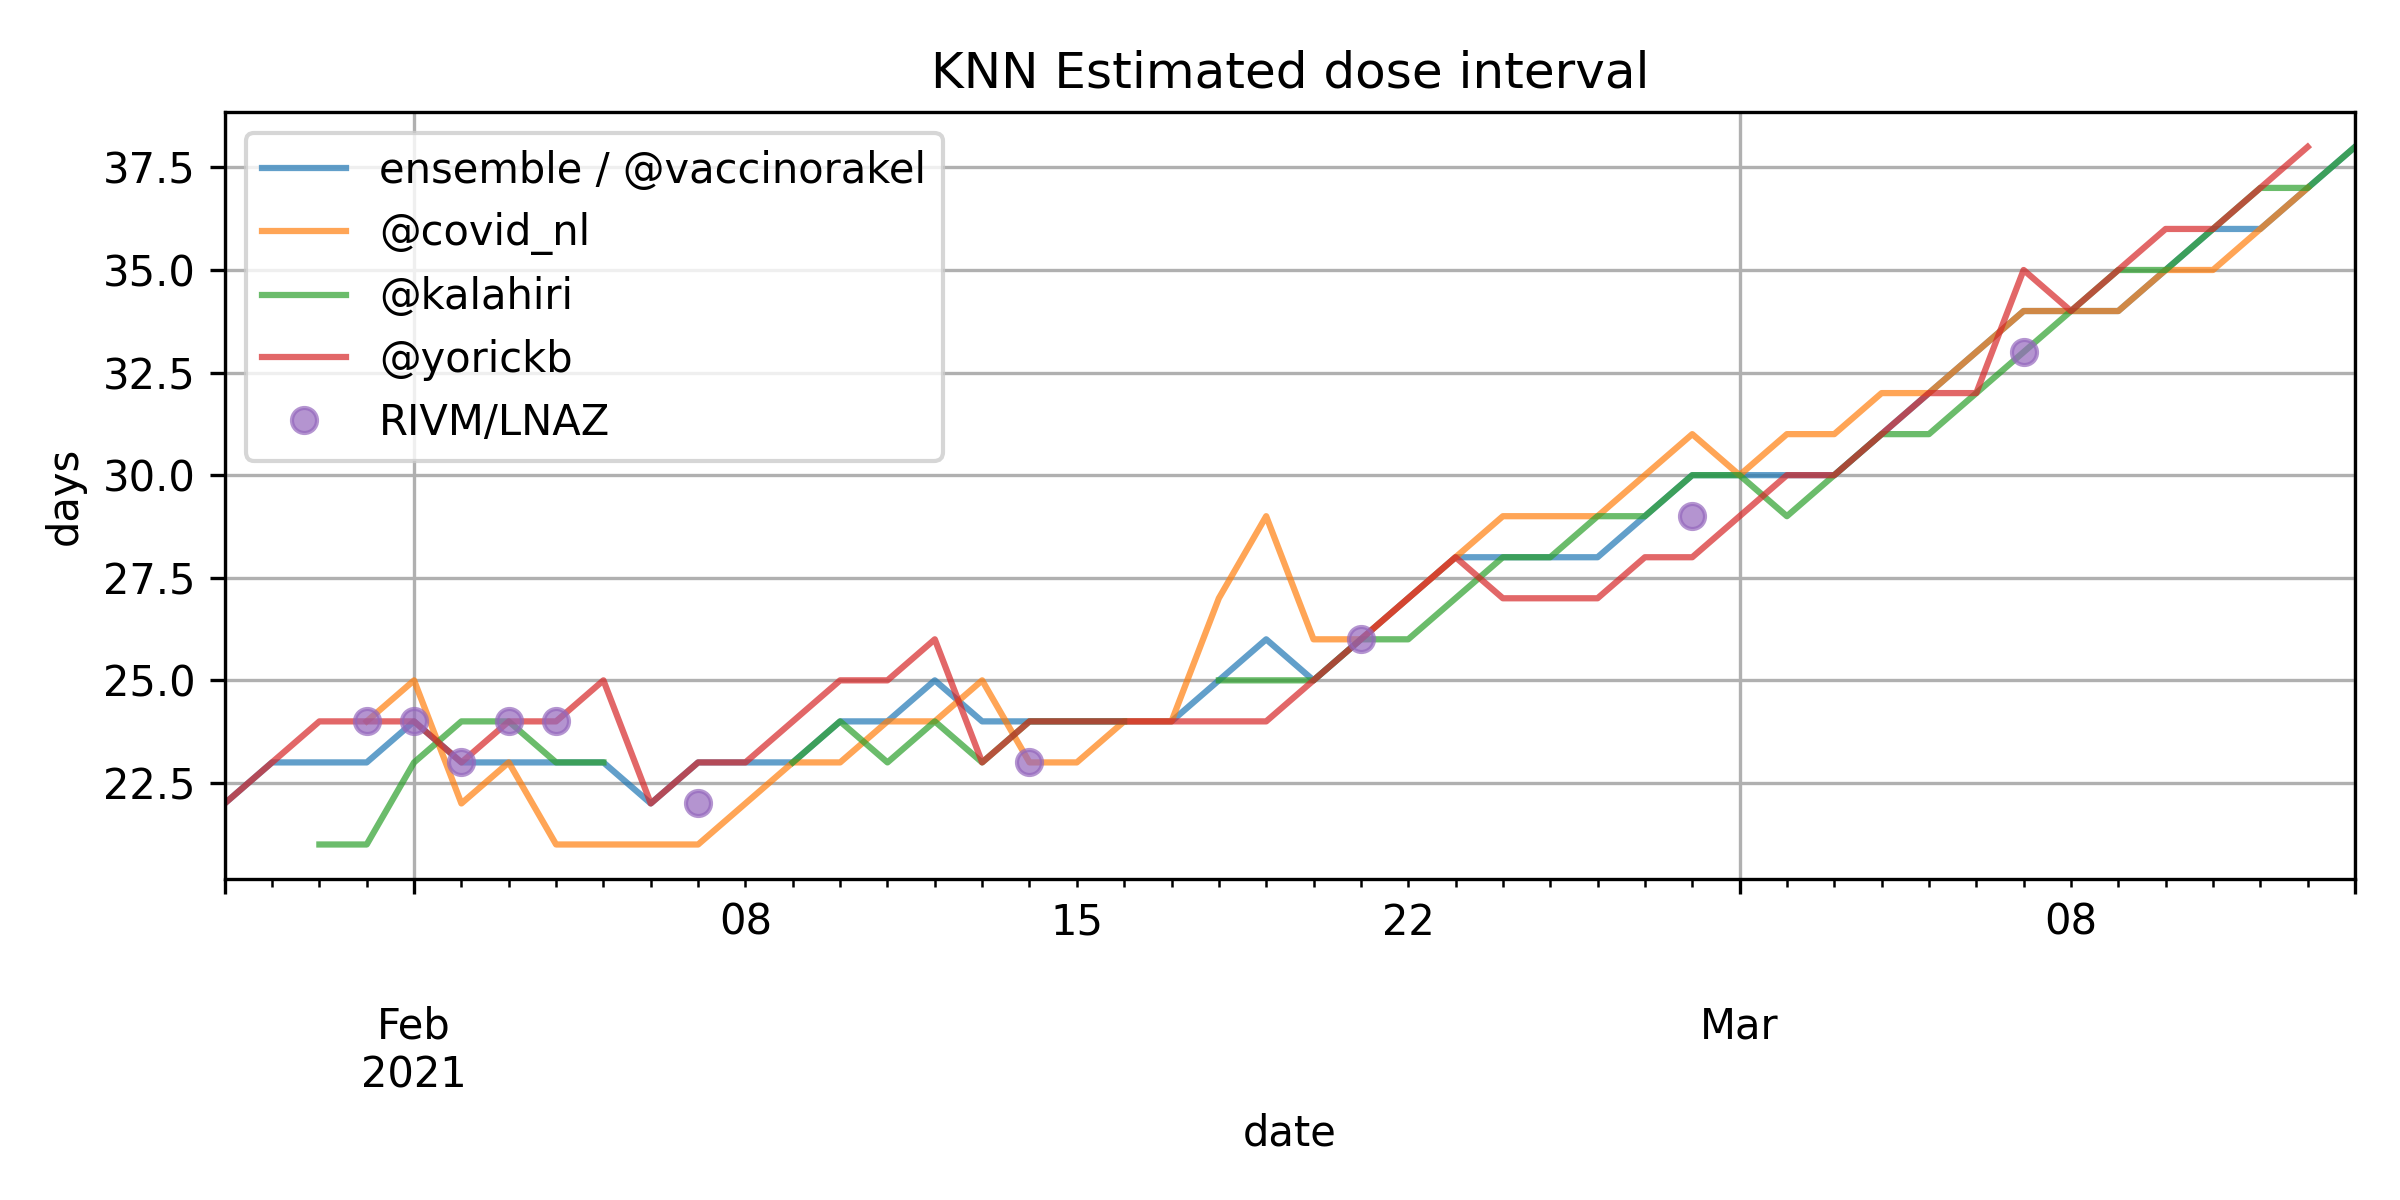 KNN Estimated dose interval
ensemble / @vaccinorakel
@covid_nl
@kalahiri
@yorickb
RIVM/LNAZ
37.5
35.0
32.5
30.0
27.5
25.0
22.5
days
08
15
22
08
Feb
2021
Mar
date